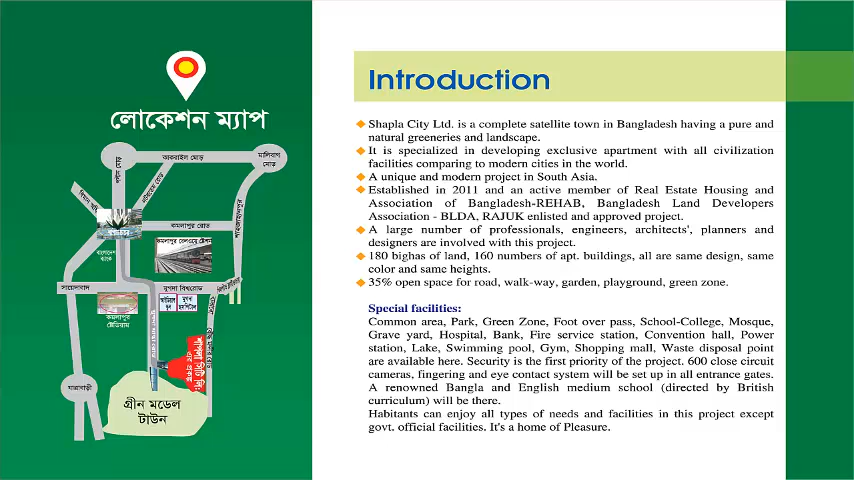 লোকেশন ম্যাপ
কাকরাইল মোড়
মালিবাগ
মোড়
কমলাপুর রোড
শাহজাহানপুর
কমলাপুর রেলওয়ে স্টেশন
বাংলাদেশ
ব্যাংক
সায়েদাবাদ
মুগদা বিশ্বরোড
কমলাপুর
স্টেডিয়াম
যাত্রাবাড়ী
গ্রীন মডেল
টাউন
Introduction
Shapla City Ltd. is a complete satellite town in Bangladesh having a pure and
natural greeneries and landscape.
It is specialized in developing exclusive apartment with all civilization
facilities comparing to modern cities in the world.
A unique and modern project in South Asia.
Established in 2011 and an active member of Real Estate Housing and
Association of Bangladesh-REHAB, Bangladesh Land Developers
Association - BLDA, RAJUK enlisted and approved project.
A large number of professionals, engineers, architects', planners and
designers are involved with this project.
180 bighas of land, 160 numbers of apt. buildings, all are same design, same
color and same heights.
35% open space for road, walk-way, garden, playground, green zone.
Special facilities:
Common area, Park, Green Zone, Foot over pass, School-College, Mosque,
Grave yard, Hospital, Bank, Fire service station, Convention hall, Power
station, Lake, Swimming pool, Gym, Shopping mall, Waste disposal point
are available here. Security is the first priority of the project. 600 close circuit
cameras, fingering and eye contact system will be set up in all entrance gates.
A renowned Bangla and English medium school (directed by British
curriculum) will be there.
Habitants can enjoy all types of needs and facilities in this project except
govt. official facilities. It's a home of Pleasure.